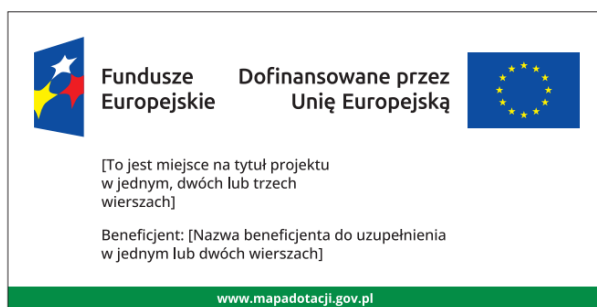 Fundusze
Europejskie
Dofinansowane przez
Unię Europejską
[To jest miejsce na tytuł projektu
w jednym, dwóch lub trzech
wierszach]
Beneficjent: [Nazwa beneficjenta do uzupełnienia
w jednym lub dwóch wierszach]
www.mapadotacji.gov.pl